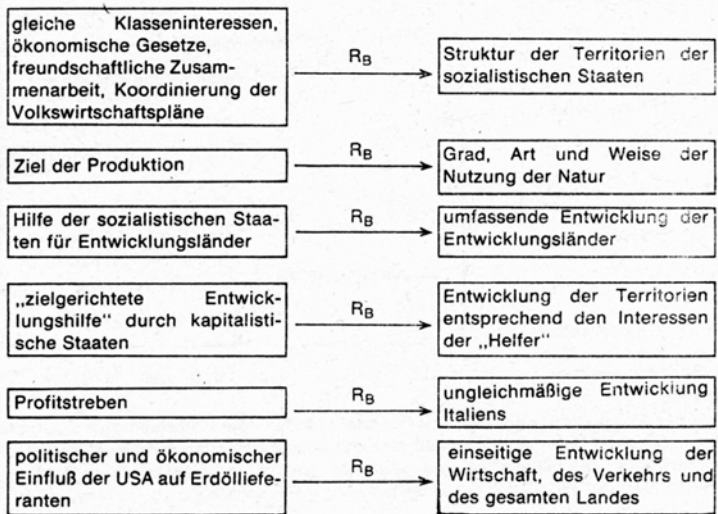 gleiche Klasseninteressen,
ökonomische Gesetze,
freundschaftliche Zusam-
menarbeit, Koordinierung der
Volkswirtschaftspläne
R_B
Struktur der Territorien der
sozialistischen Staaten
Ziel der Produktion
R_B
Grad, Art und Weise der
Nutzung der Natur
Hilfe der sozialistischen Staa-
ten für Entwicklungsländer
R_B
umfassende Entwicklung der
Entwicklungsländer
„zielgerichtete Entwick-
lungshilfe“ durch kapitalisti-
sche Staaten
R_B
Entwicklung der Territorien
entsprechend den Interessen
der „Helfer“
Profitstreben
R_B
ungleichmäßige Entwicklung
Italiens
politischer und ökonomischer
Einfluß der USA auf Erdölliefe-
ranten
R_B
einseitige Entwicklung der
Wirtschaft, des Verkehrs und
des gesamten Landes